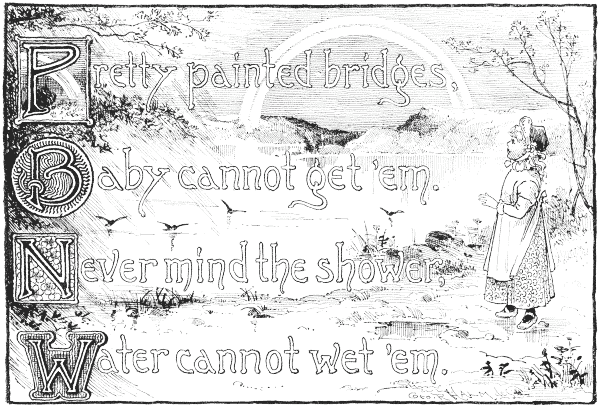 Pretty painted bridges,
Baby cannot get 'em.
Never mind the shower,
Water cannot wet 'em.